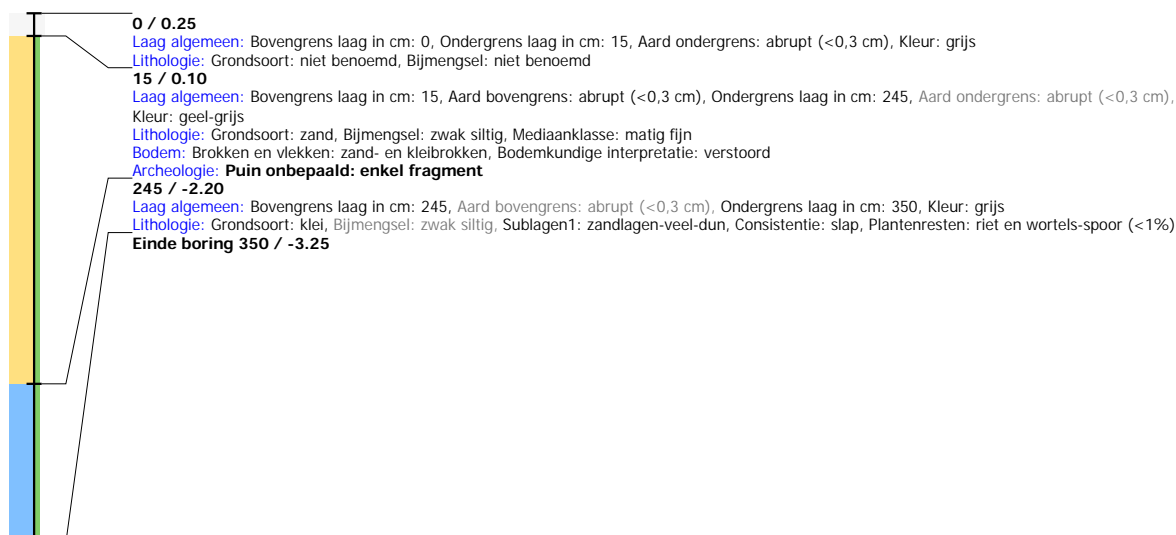 0 / 0.25
Laag algemeen: Bovengrens laag in cm: 0, Ondergrens laag in cm: 15, Aard ondergrens: abrupt (<0,3 cm), Kleur: grijs
Lithologie: Grondsoort: niet benoemd, Bijmengsel: niet benoemd
15 / 0.10
Laag algemeen: Bovengrens laag in cm: 15, Aard bovengrens: abrupt (<0,3 cm), Ondergrens laag in cm: 245, Aard ondergrens: abrupt (<0,3 cm),
Kleur: geel-grijs
Lithologie: Grondsoort: zand, Bijmengsel: zwak siltig, Mediaanklasse: matig fijn
Bodem: Brokken en vlekken: zand- en kleibrokken, Bodemkundige interpretatie: verstoord
Archeologie: Puin onbepaald: enkel fragment
245 / -2.20
Laag algemeen: Bovengrens laag in cm: 245, Aard bovengrens: abrupt (<0,3 cm), Ondergrens laag in cm: 350, Kleur: grijs
Lithologie: Grondsoort: klei, Bijmengsel: zwak siltig, Sublagen1: zandlagen-veel-dun, Consistentie: slap, Plantenresten: riet en wortels-spoor (<1%)
Einde boring 350 / -3.25